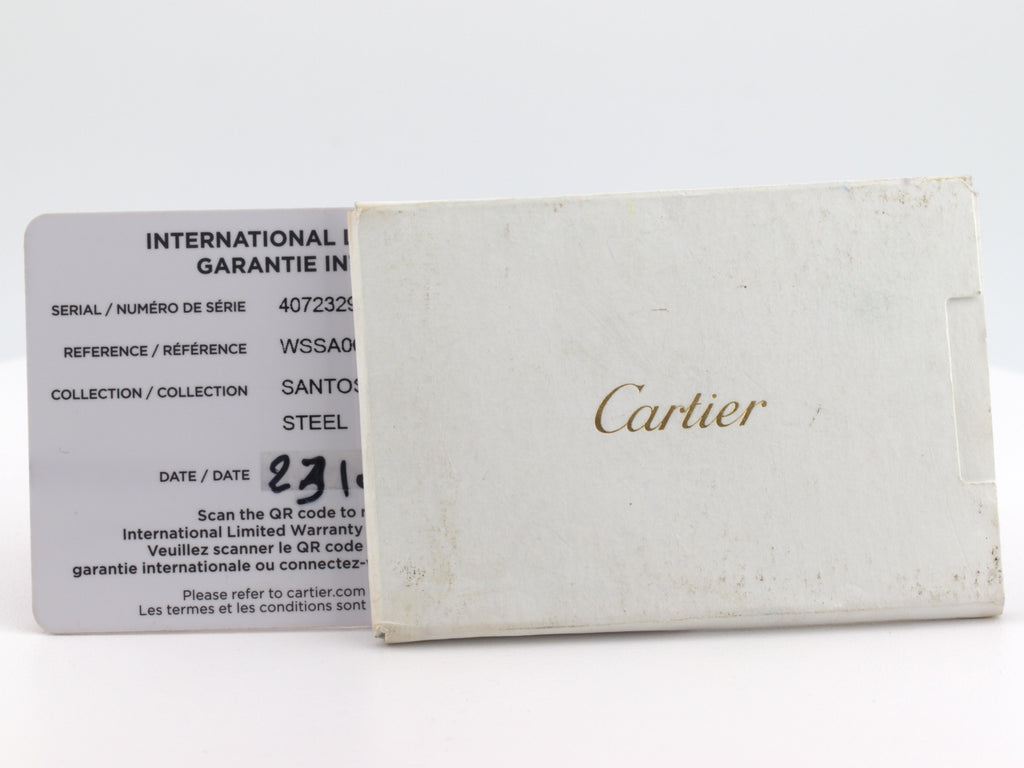 INTERNATIONAL
GARANTIE
SERIAL / NUMÉRO DE SÉRIE 407232
REFERENCE / RÉFÉRENCE WSSA0
COLLECTION / COLLECTION SANTOS
STEEL
DATE / DATE 23
Scan the QR code to
International Limited Warranty
Veuillez scanner le QR code
garantie internationale ou connectez-
Please refer to cartier.com
Les termes et les conditions sont
Cartier